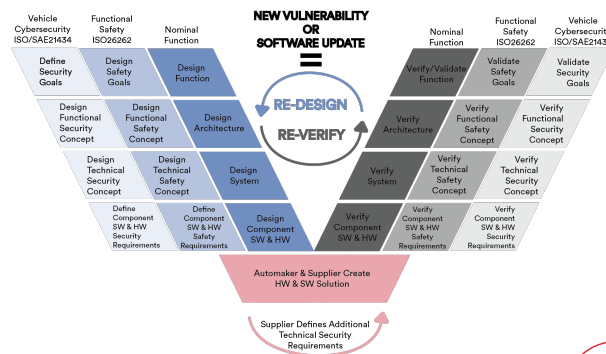 Vehicle
Cybersecurity
ISO/SAE21434
Functional
Safety
ISO26262
Nominal
Function
NEW VULNERABILITY
OR
SOFTWARE UPDATE
=
Nominal
Function
Functional
Safety
ISO26262
Vehicle
Cybersecurity
ISO/SAE21434
Define
Security
Goals
Design
Safety
Goals
Design
Function
Verify/Validate
Function
Validate
Safety
Goals
Validate
Security
Goals
RE-DESIGN
RE-VERIFY
Design
Functional
Security
Concept
Design
Functional
Safety
Concept
Design
Architecture
Verify
Architecture
Verify
Functional
Safety
Concept
Verify
Functional
Security
Concept
Design
Technical
Security
Concept
Design
Technical
Safety
Concept
Design
System
Verify
System
Verify
Technical
Safety
Concept
Verify
Technical
Security
Concept
Define
Component
SW & HW
Security
Requirements
Define
Component
SW & HW
Safety
Requirements
Design
Component
SW & HW
Verify
Component
SW & HW
Verify
Component
SW & HW
Safety
Requirements
Verify
Component
SW & HW
Security
Requirements
Automaker & Supplier Create
HW & SW Solution
Supplier Defines Additional
Technical Security
Requirements